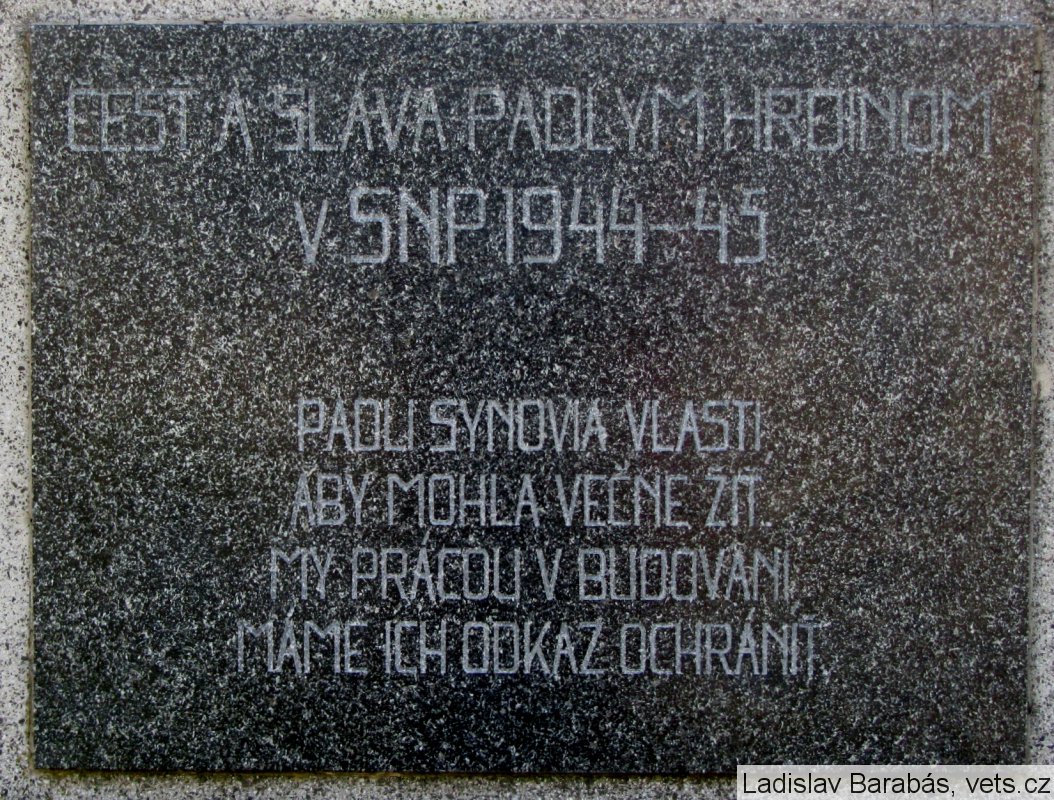 ČESŤ A SLÁVA PADLÝM HRDINOM
V SNP 1944-45
PADLI SYNOVIA VLASTI,
ABY MOHLA VEČNE ŽIŤ.
MY PRÁCOU V BUDOVANÍ,
MÁME ICH ODKAZ OCHRÁNIŤ.
Ladislav Barabás, vets.cz